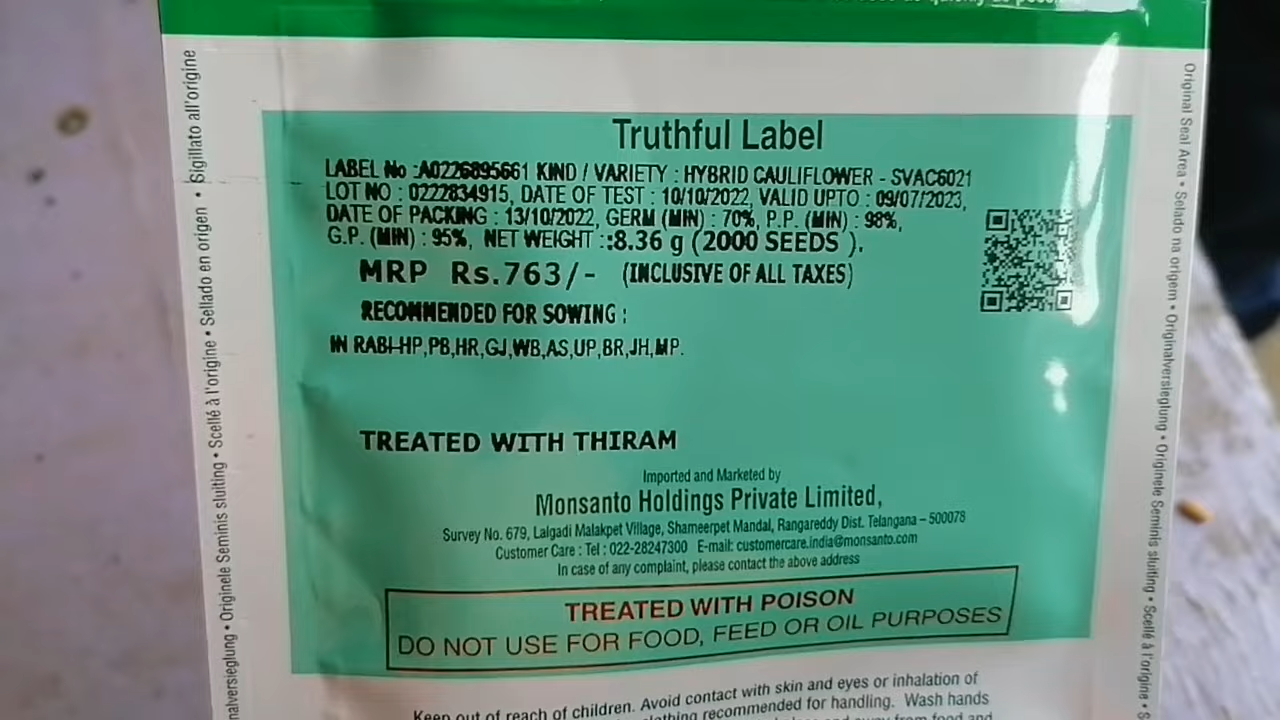 Truthful Label
LABEL No :A0226895661 KIND / VARIETY : HYBRID CAULIFLOWER - SVAC6021
LOT NO : 0222834915, DATE OF TEST : 10/10/2022, VALID UPTO : 09/07/2023,
DATE OF PACKING : 13/10/2022, GERM (MIN) : 70%, P.P. (MIN) : 98%,
G.P. (MIN) : 95%, NET WEIGHT ::8.36 g (2000 SEEDS ).
MRP Rs.763/- (INCLUSIVE OF ALL TAXES)
RECOMMENDED FOR SOWING :
IN RABI-HP,PB,HR,GJ,WB,AS,UP,BR,JH,MP.
TREATED WITH THIRAM
Imported and Marketed by
Monsanto Holdings Private Limited,
Survey No. 679, Lalgadi Malakpet Village, Shameerpet Mandal, Rangareddy Dist. Telangana – 500078
Customer Care : Tel : 022-28247300 E-mail: customercare.india@monsanto.com
In case of any complaint, please contact the above address
TREATED WITH POISON
DO NOT USE FOR FOOD, FEED OR OIL PURPOSES
Keep out of reach of children. Avoid contact with skin and eyes or inhalation of
clothing recommended for handling. Wash hands
and away from food and
Originele Seminis sluiting • Scellé à l'origine • Sellado en origen • Sigillato all'origine
Original Seal Area • Selado na origem • Originalversieglung • Originele Seminis sluiting • Scellé à l'origine •